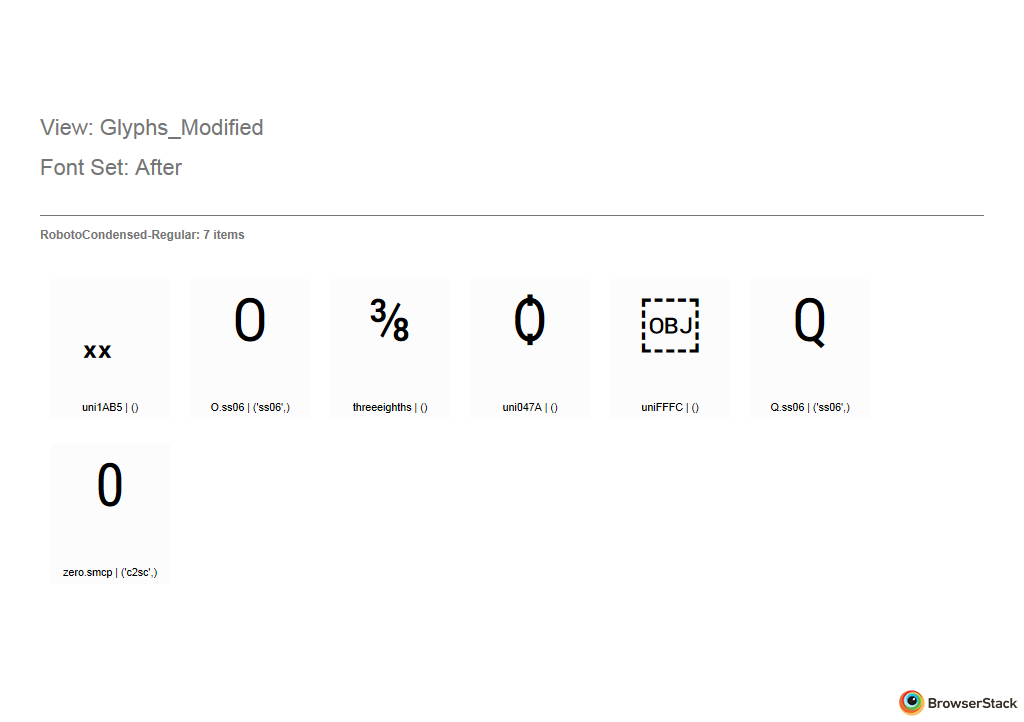 View: Glyphs_Modified
Font Set: After
RobotoCondensed-Regular: 7 items
xx
O
⅜
Ѻ
OBJ
Q
uni1AB5 | ()
O.ss06 | ('ss06',)
threeeighths | ()
uni047A | ()
uniFFFC | ()
Q.ss06 | ('ss06',)
0
zero.smcp | ('c2sc',)
BrowserStack